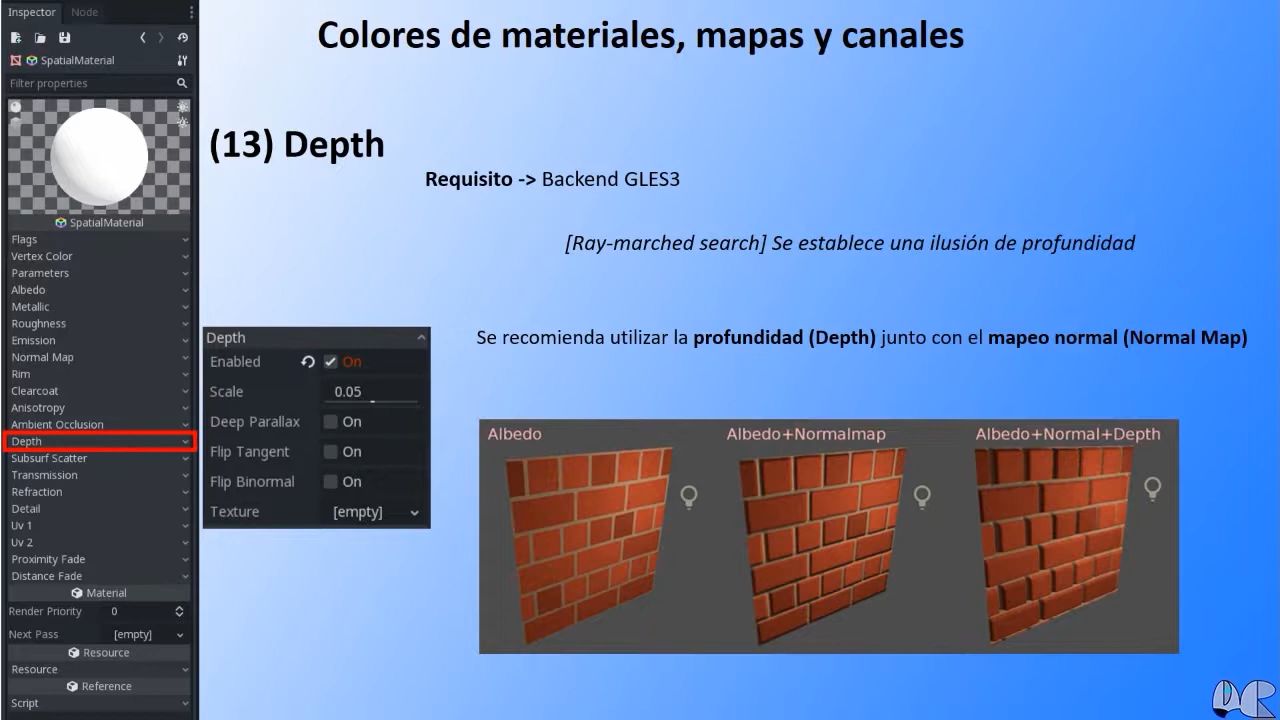 Inspector
Node
SpatialMaterial
Filter properties
SpatialMaterial
Flags
Vertex Color
Parameters
Albedo
Metallic
Roughness
Emission
Normal Map
Rim
Clearcoat
Anisotropy
Ambient Occlusion
Depth
Subsurf Scatter
Transmission
Refraction
Detail
Uv 1
Uv 2
Proximity Fade
Distance Fade
Material
Render Priority 0
Next Pass [empty]
Resource
Resource
Reference
Script
Colores de materiales, mapas y canales
(13) Depth
Requisito -> Backend GLES3
[Ray-marched search] Se establece una ilusión de profundidad
Depth
Enabled On
Scale 0.05
Deep Parallax On
Flip Tangent On
Flip Binormal On
Texture [empty]
Se recomienda utilizar la profundidad (Depth) junto con el mapeo normal (Normal Map)
Albedo
Albedo+Normalmap
Albedo+Normal+Depth